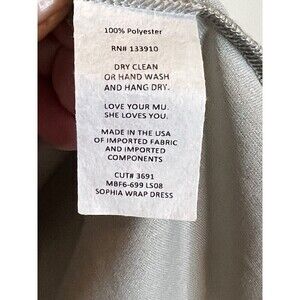 100% Polyester
RN# 133910
DRY CLEAN
OR HAND WASH
AND HANG DRY.
LOVE YOUR MU.
SHE LOVES YOU.
MADE IN THE USA
OF IMPORTED FABRIC
AND IMPORTED
COMPONENTS
CUT# 3691
MBF6-699 LS08
SOPHIA WRAP DRESS